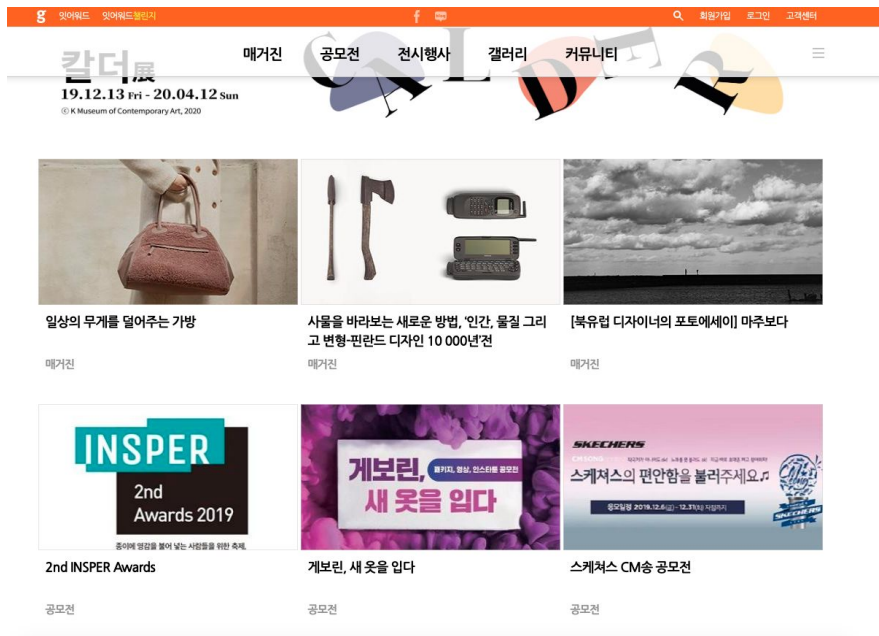 g 잇어워드 잇어워드챌린지 f blog 회원가입 로그인 고객센터
매거진 공모전 전시행사 갤러리 커뮤니티
칼더展
CALDER
19.12.13 Fri - 20.04.12 Sun
ⓒ K Museum of Contemporary Art, 2020
일상의 무게를 덜어주는 가방
매거진
사물을 바라보는 새로운 방법, '인간, 물질 그리
고 변형-핀란드 디자인 10 000년'전
매거진
[북유럽 디자이너의 포토에세이] 마주보다
매거진
INSPER
2nd
Awards 2019
종이에 영감을 불어 넣는 사람들을 위한 축제,
2nd INSPER Awards
공모전
게보린, 패키지, 영상, 인스타툰 공모전
새 옷을 입다
게보린, 새 옷을 입다
공모전
SKECHERS
스케쳐스의 편안함을 불러주세요♫
응모일정 2019.12.6(금)- 12.31(화) 자정까지
SKECHERS
스케쳐스 CM송 공모전
공모전